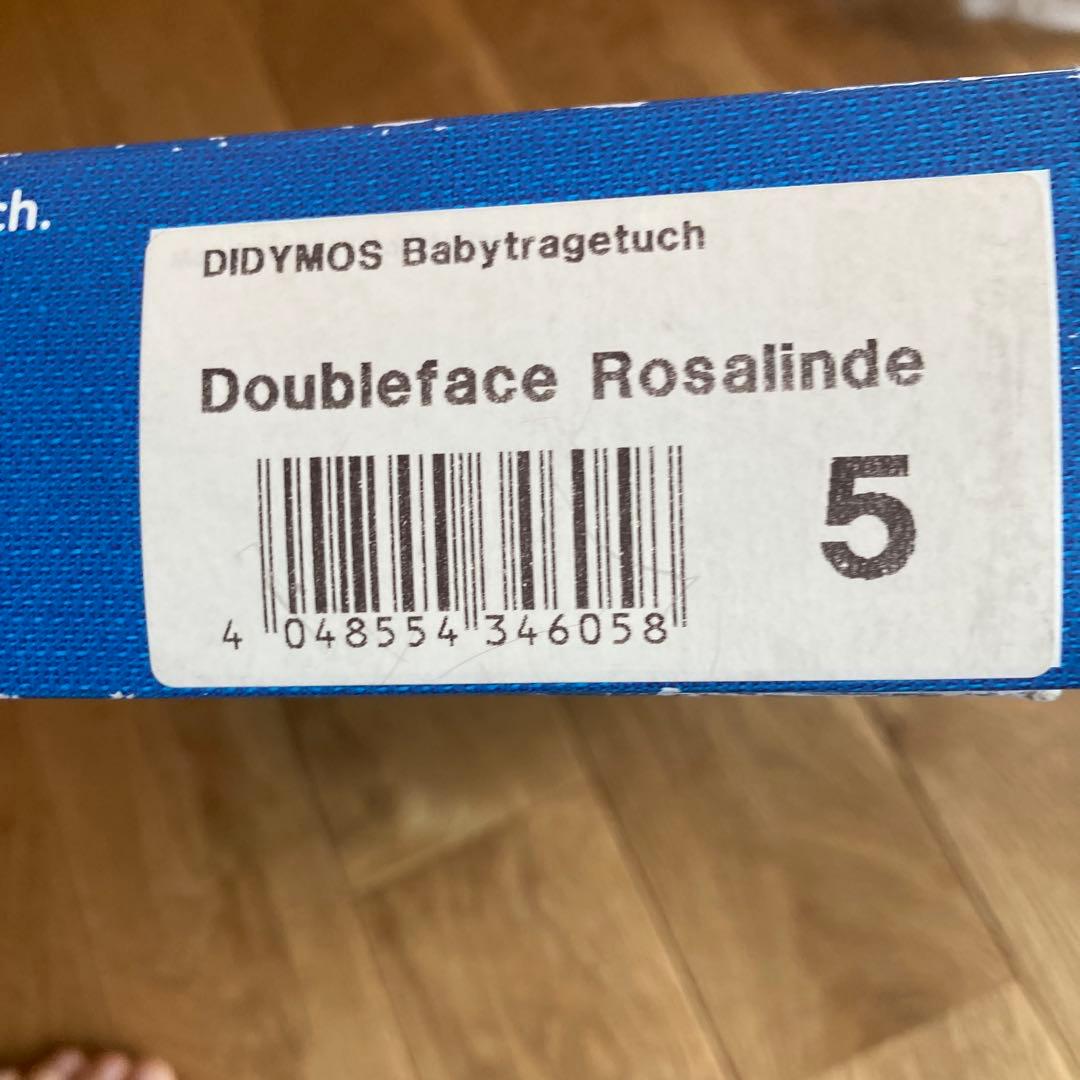 ch.
DIDYMOS Babytragetuch
Doubleface Rosalinde
5
4 048554 346058